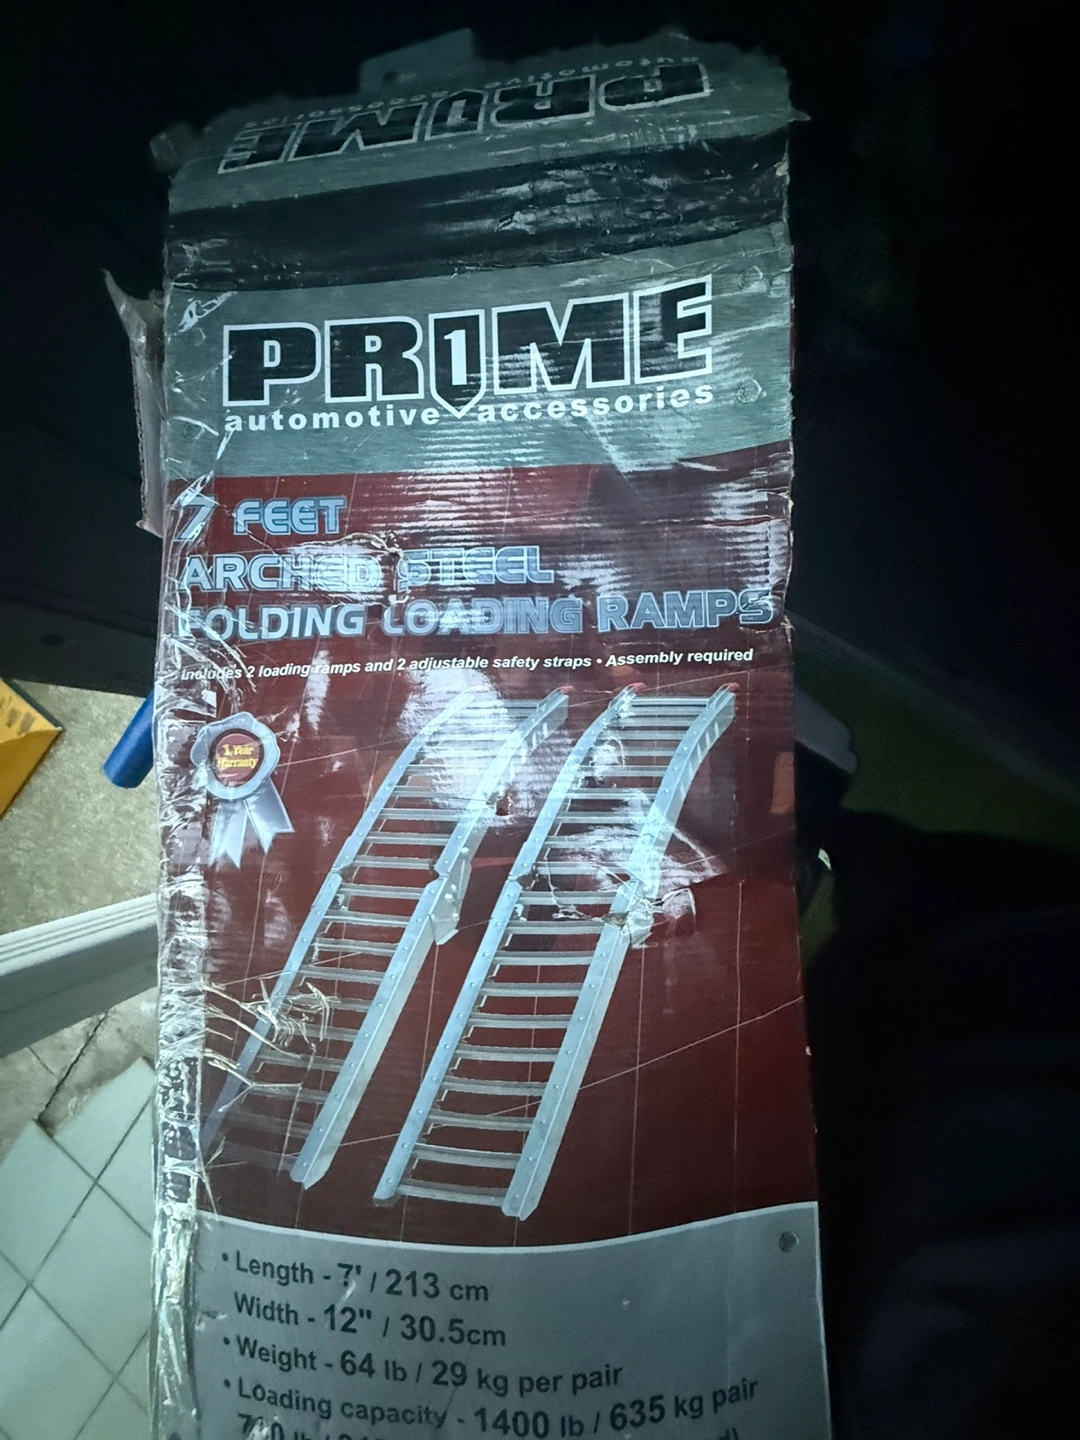 PR1ME
automotive accessories
PR1ME
automotive accessories
7 FEET
ARCHED STEEL
FOLDING LOADING RAMPS
Includes 2 loading ramps and 2 adjustable safety straps • Assembly required
1 Year
Warranty
• Length - 7' / 213 cm
Width - 12" / 30.5cm
• Weight - 64 lb / 29 kg per pair
• Loading capacity - 1400 lb / 635 kg pair